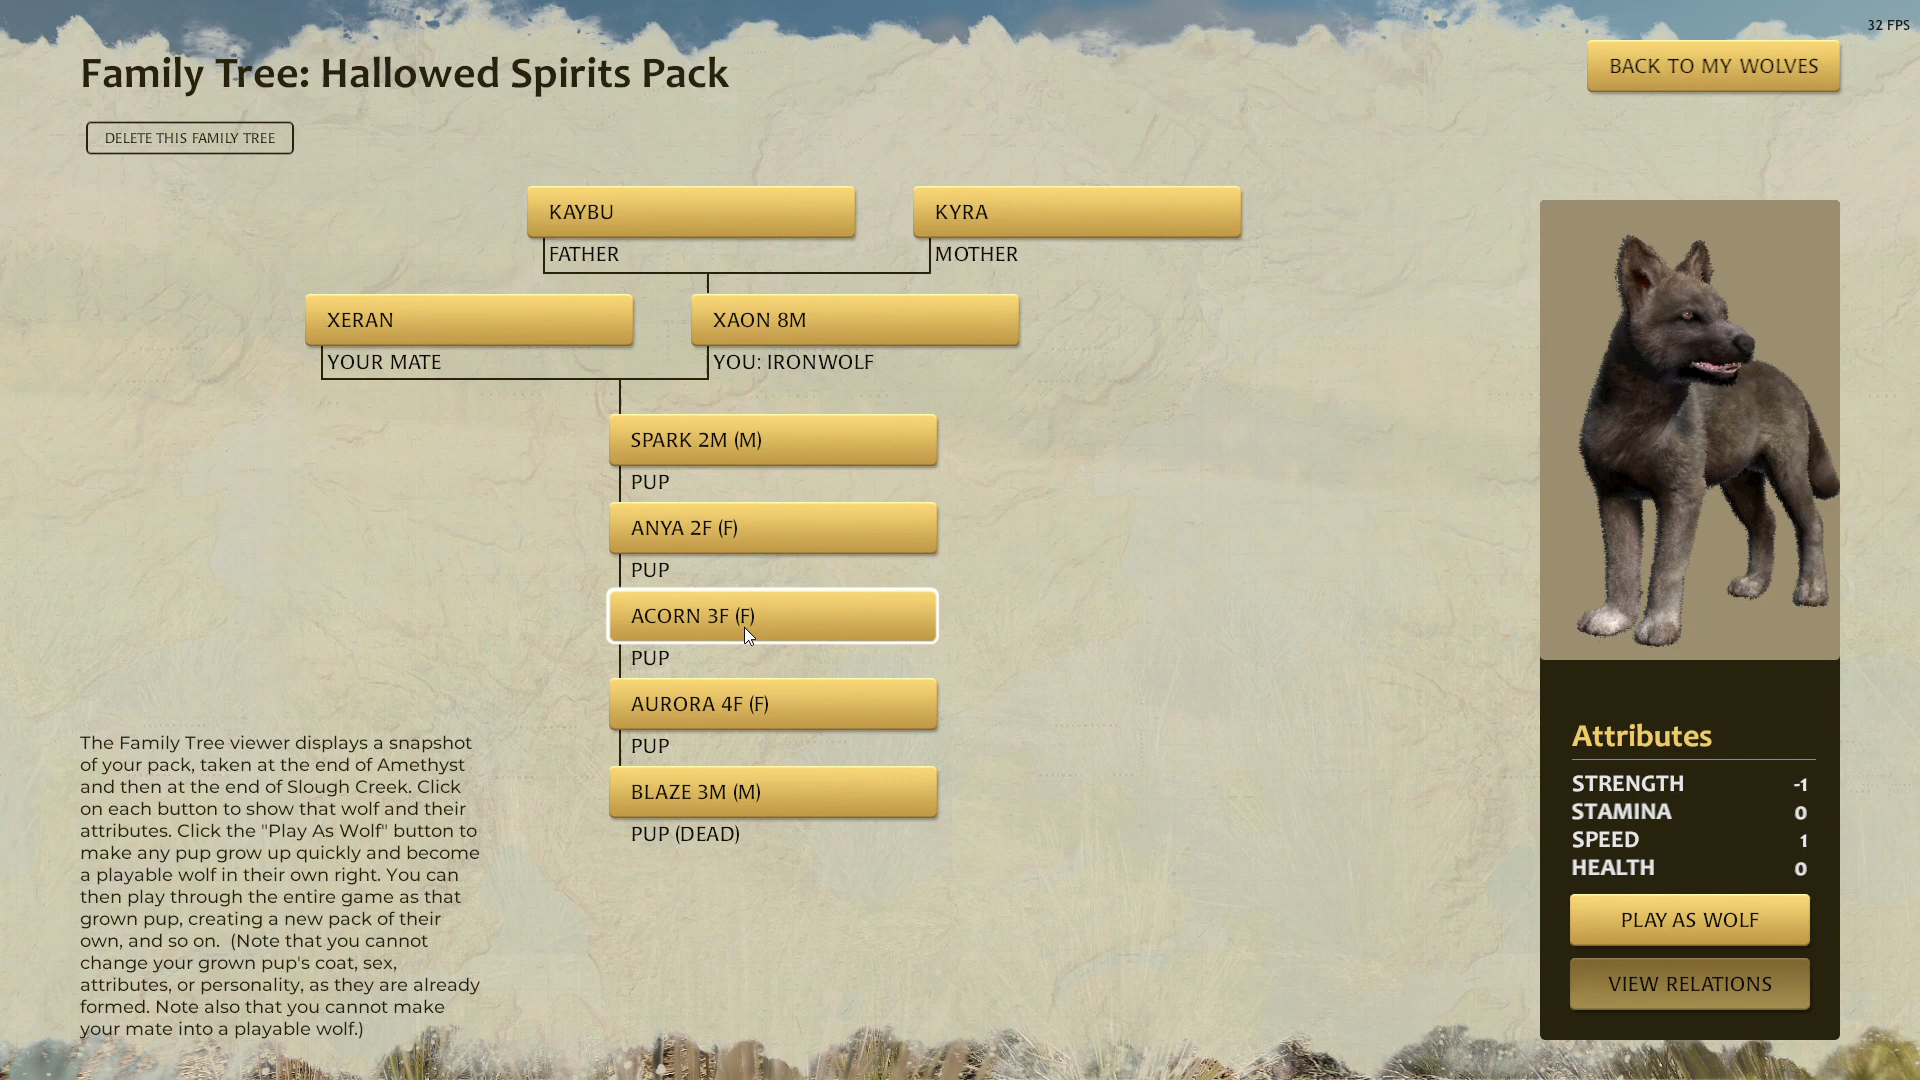 32 FPS
Family Tree: Hallowed Spirits Pack
BACK TO MY WOLVES
DELETE THIS FAMILY TREE
KAYBU
KYRA
FATHER
MOTHER
XERAN
XAON 8M
YOUR MATE
YOU: IRONWOLF
SPARK 2M (M)
PUP
ANYA 2F (F)
PUP
ACORN 3F (F)
PUP
AURORA 4F (F)
PUP
BLAZE 3M (M)
PUP (DEAD)
The Family Tree viewer displays a snapshot
of your pack, taken at the end of Amethyst
and then at the end of Slough Creek. Click
on each button to show that wolf and their
attributes. Click the "Play As Wolf" button to
make any pup grow up quickly and become
a playable wolf in their own right. You can
then play through the entire game as that
grown pup, creating a new pack of their
own, and so on.  (Note that you cannot
change your grown pup's coat, sex,
attributes, or personality, as they are already
formed. Note also that you cannot make
your mate into a playable wolf.)
Attributes
STRENGTH -1
STAMINA 0
SPEED 1
HEALTH 0
PLAY AS WOLF
VIEW RELATIONS